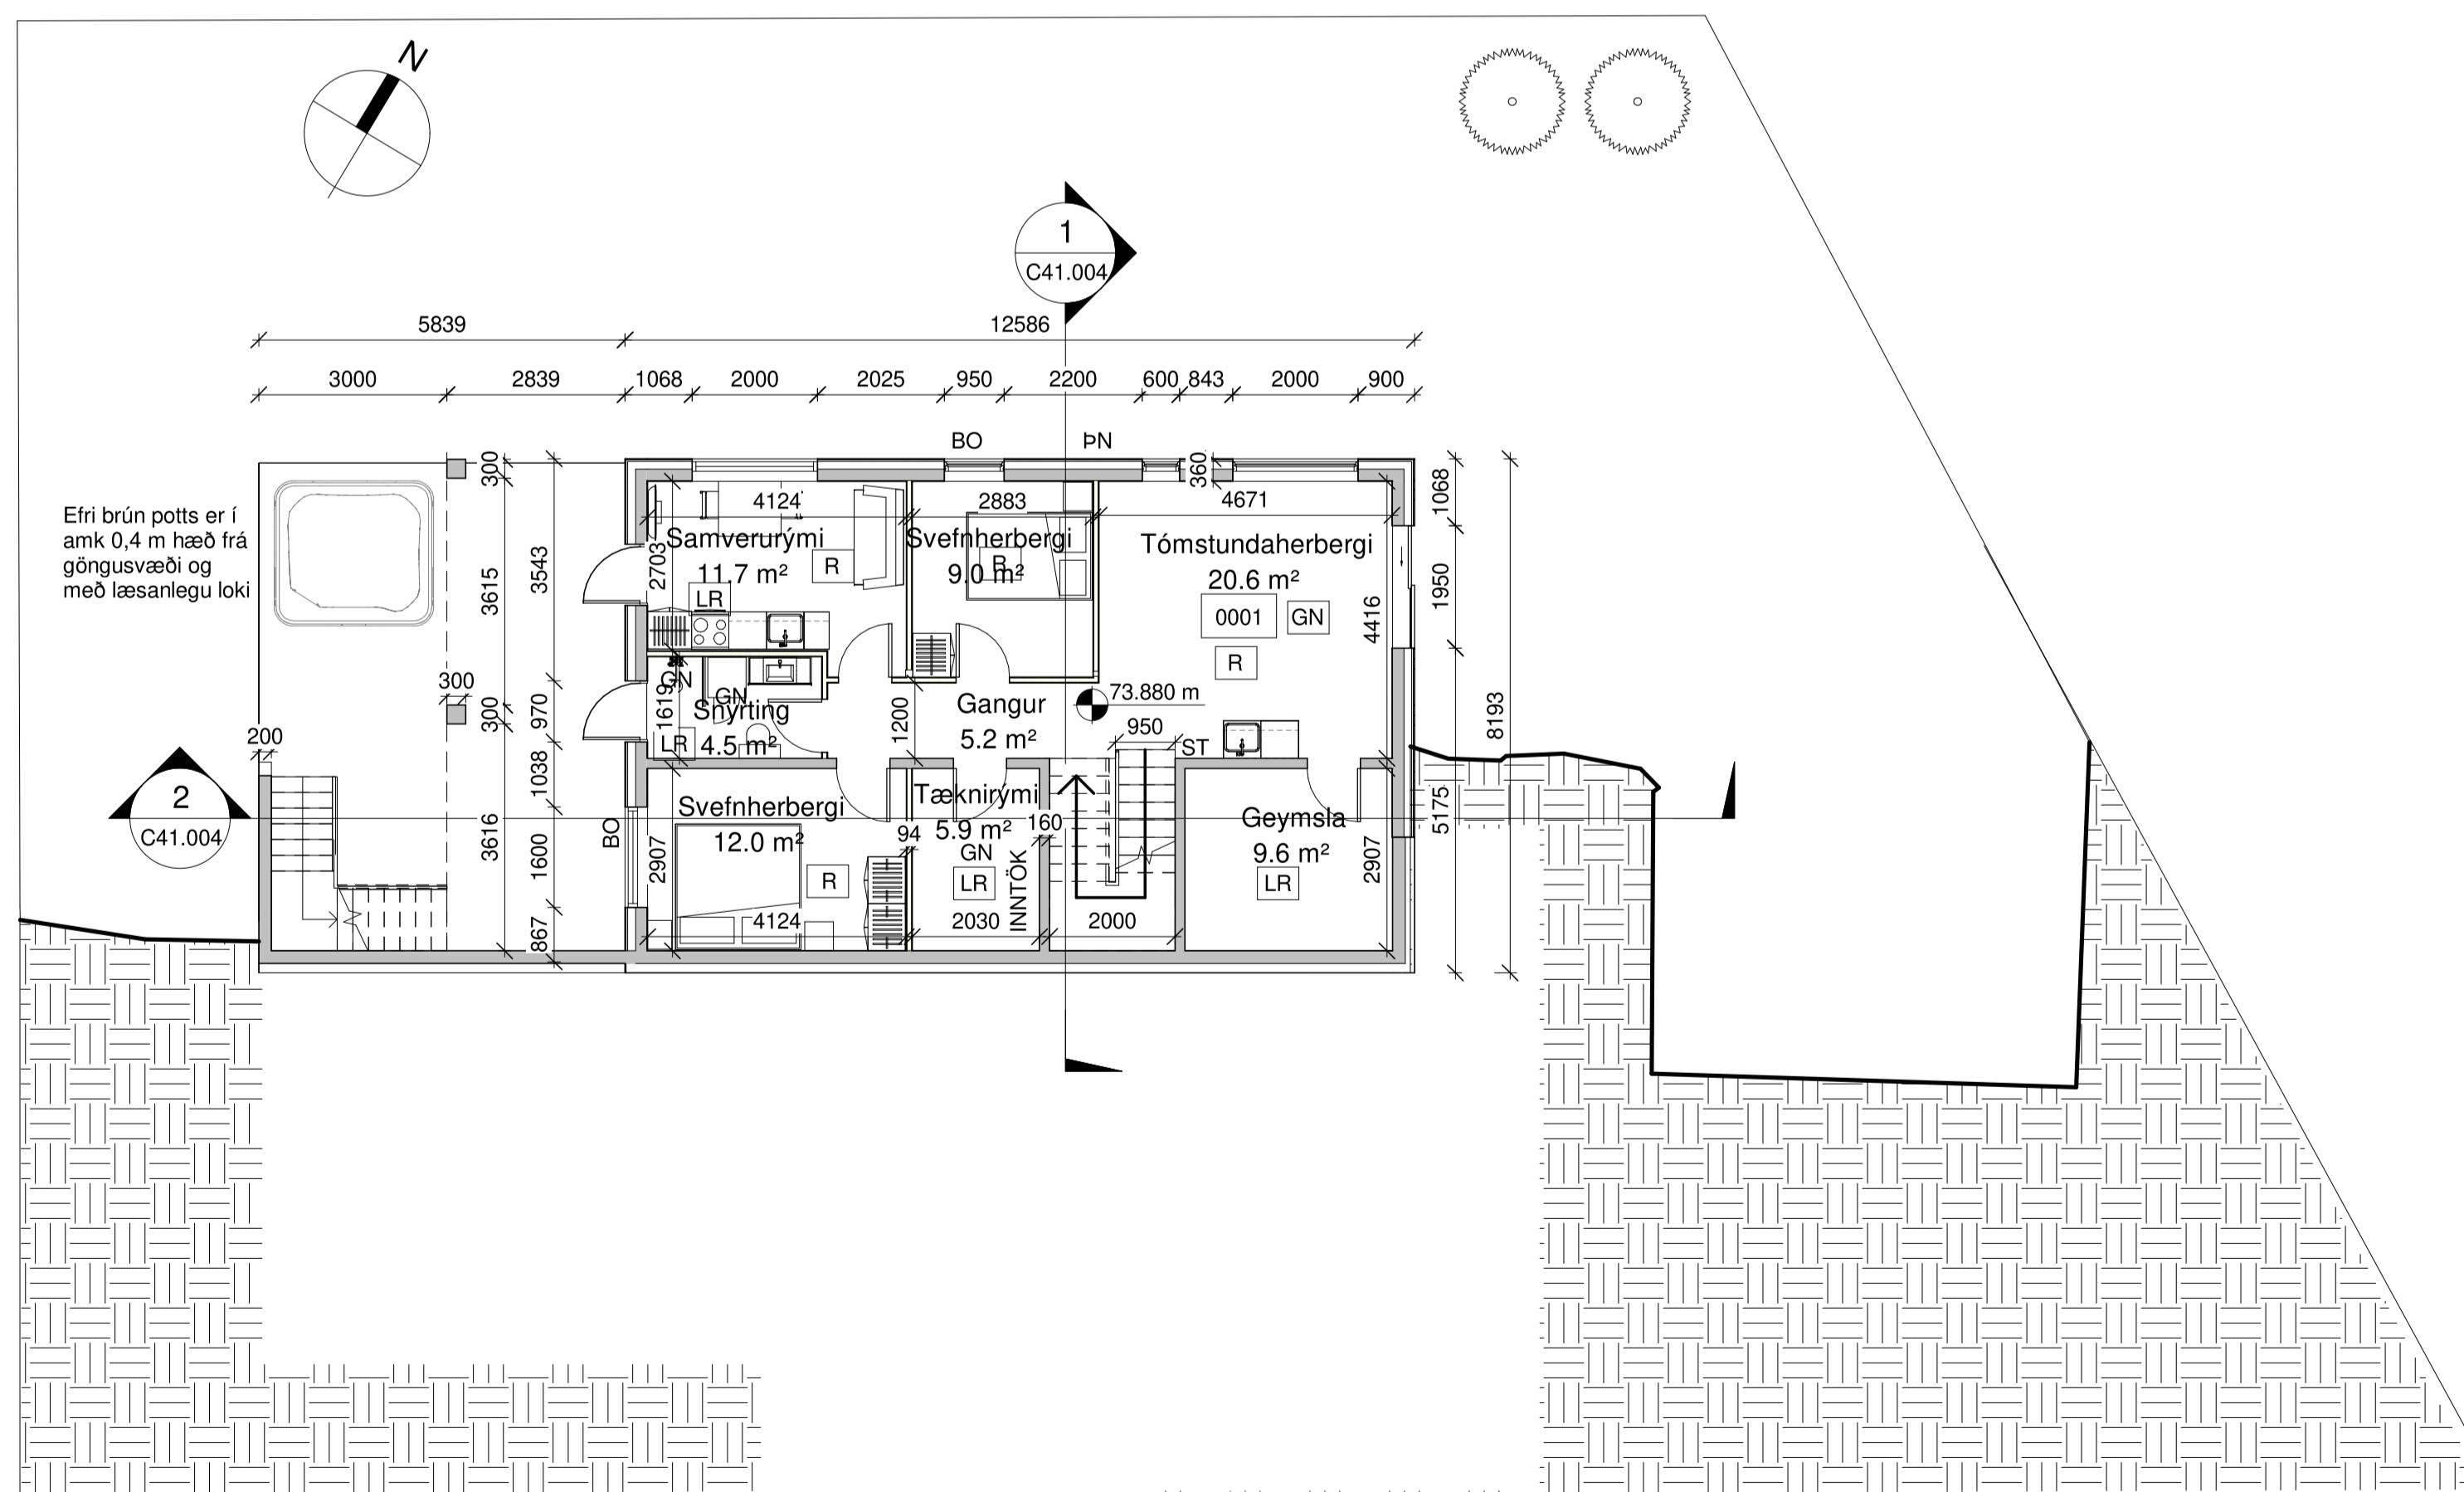 N
1
C41.004
5839
12586
3000
2839
1068
2000
2025
950
2200
600
843
2000
900
BO
ÞN
Efri brún potts er í
amk 0,4 m hæð frá
göngusvæði og
með læsanlegu loki
300
3615
300
3616
300
200
3543
970
1038
1600
867
BO
4124
Samverurými
11.7 m²
R
LR
2703
2883
Svefnherbergi
9.0 m²
R
360
4671
Tómstundaherbergi
20.6 m²
0001
GN
R
4416
1068
1950
5175
8193
GN
GN
Snyrting
4.5 m²
LR
1619
1200
Gangur
5.2 m²
73.880 m
950
ST
2
C41.004
Svefnherbergi
12.0 m²
R
2907
4124
94
Tæknirými
5.9 m²
GN
LR
INNTÖK
2030
160
2000
Geymsla
9.6 m²
LR
2907